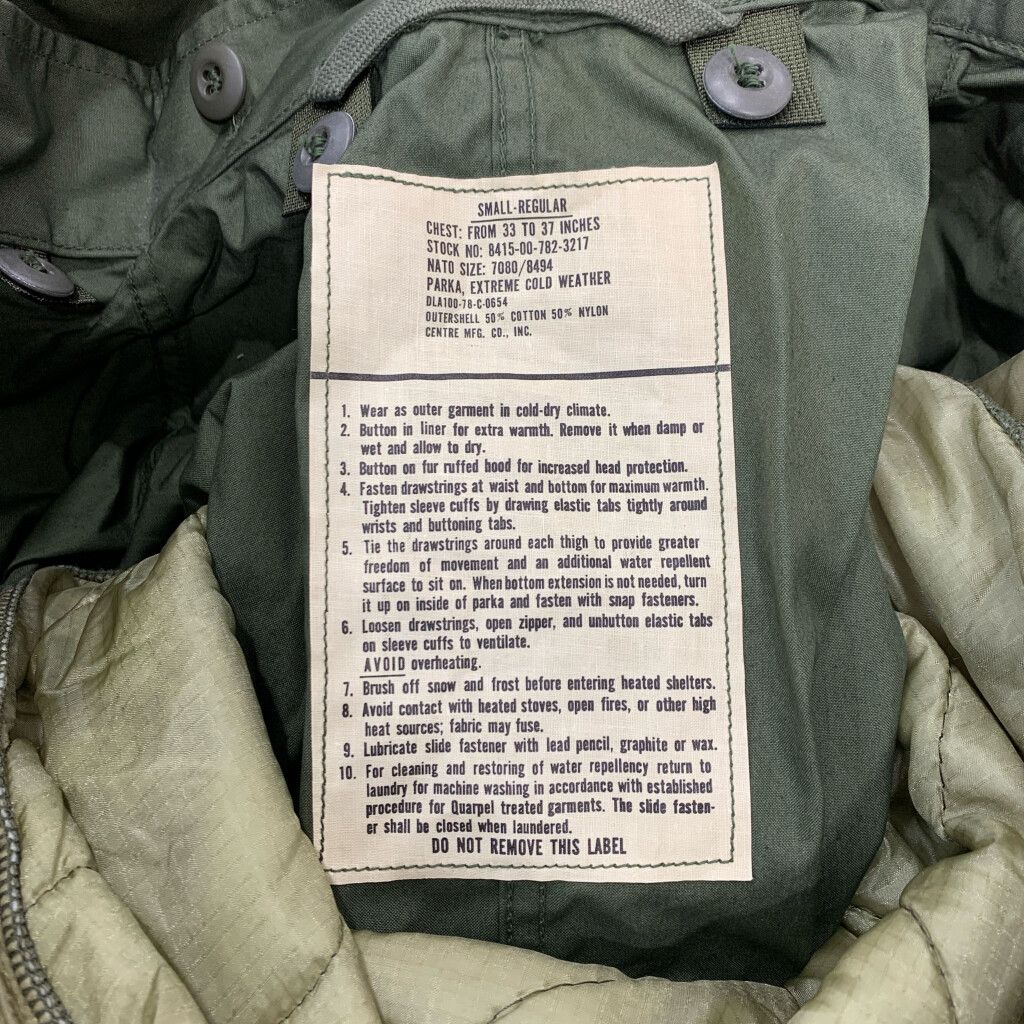 SMALL-REGULAR
CHEST: FROM 33 TO 37 INCHES
STOCK NO: 8415-00-782-3217
NATO SIZE: 7080/8494
PARKA, EXTREME COLD WEATHER
DLA100-78-C-0654
OUTERSHELL 50% COTTON 50% NYLON
CENTRE MFG. CO., INC.
1. Wear as outer garment in cold-dry climate.
2. Button in liner for extra warmth. Remove it when damp or
wet and allow to dry.
3. Button on fur ruffed hood for increased head protection.
4. Fasten drawstrings at waist and bottom for maximum warmth.
Tighten sleeve cuffs by drawing elastic tabs tightly around
wrists and buttoning tabs.
5. Tie the drawstrings around each thigh to provide greater
freedom of movement and an additional water repellent
surface to sit on. When bottom extension is not needed, turn
it up on inside of parka and fasten with snap fasteners.
6. Loosen drawstrings, open zipper, and unbutton elastic tabs
on sleeve cuffs to ventilate.
AVOID overheating.
7. Brush off snow and frost before entering heated shelters.
8. Avoid contact with heated stoves, open fires, or other high
heat sources; fabric may fuse.
9. Lubricate slide fastener with lead pencil, graphite or wax.
10. For cleaning and restoring of water repellency return to
laundry for machine washing in accordance with established
procedure for Quarpel treated garments. The slide fasten-
er shall be closed when laundered.
DO NOT REMOVE THIS LABEL